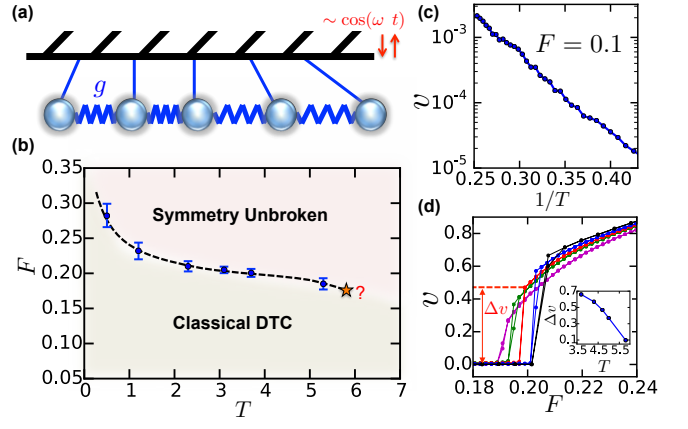 (a)
~ cos(ω t)
g
(b)
0.35
0.30
0.25
0.20
0.15
0.10
0.05
F
Symmetry Unbroken
Classical DTC
?
0 1 2 3 4 5 6 7
T
(c)
F = 0.1
10⁻³
10⁻⁴
10⁻⁵
v
0.25 0.30 0.35 0.40
1/T
(d)
0.8
0.6
0.4
0.2
0.0
v
Δv
0.18 0.20 0.22 0.24
F
0.7
0.4
0.1
Δv
3.5 4.5 5.5
T